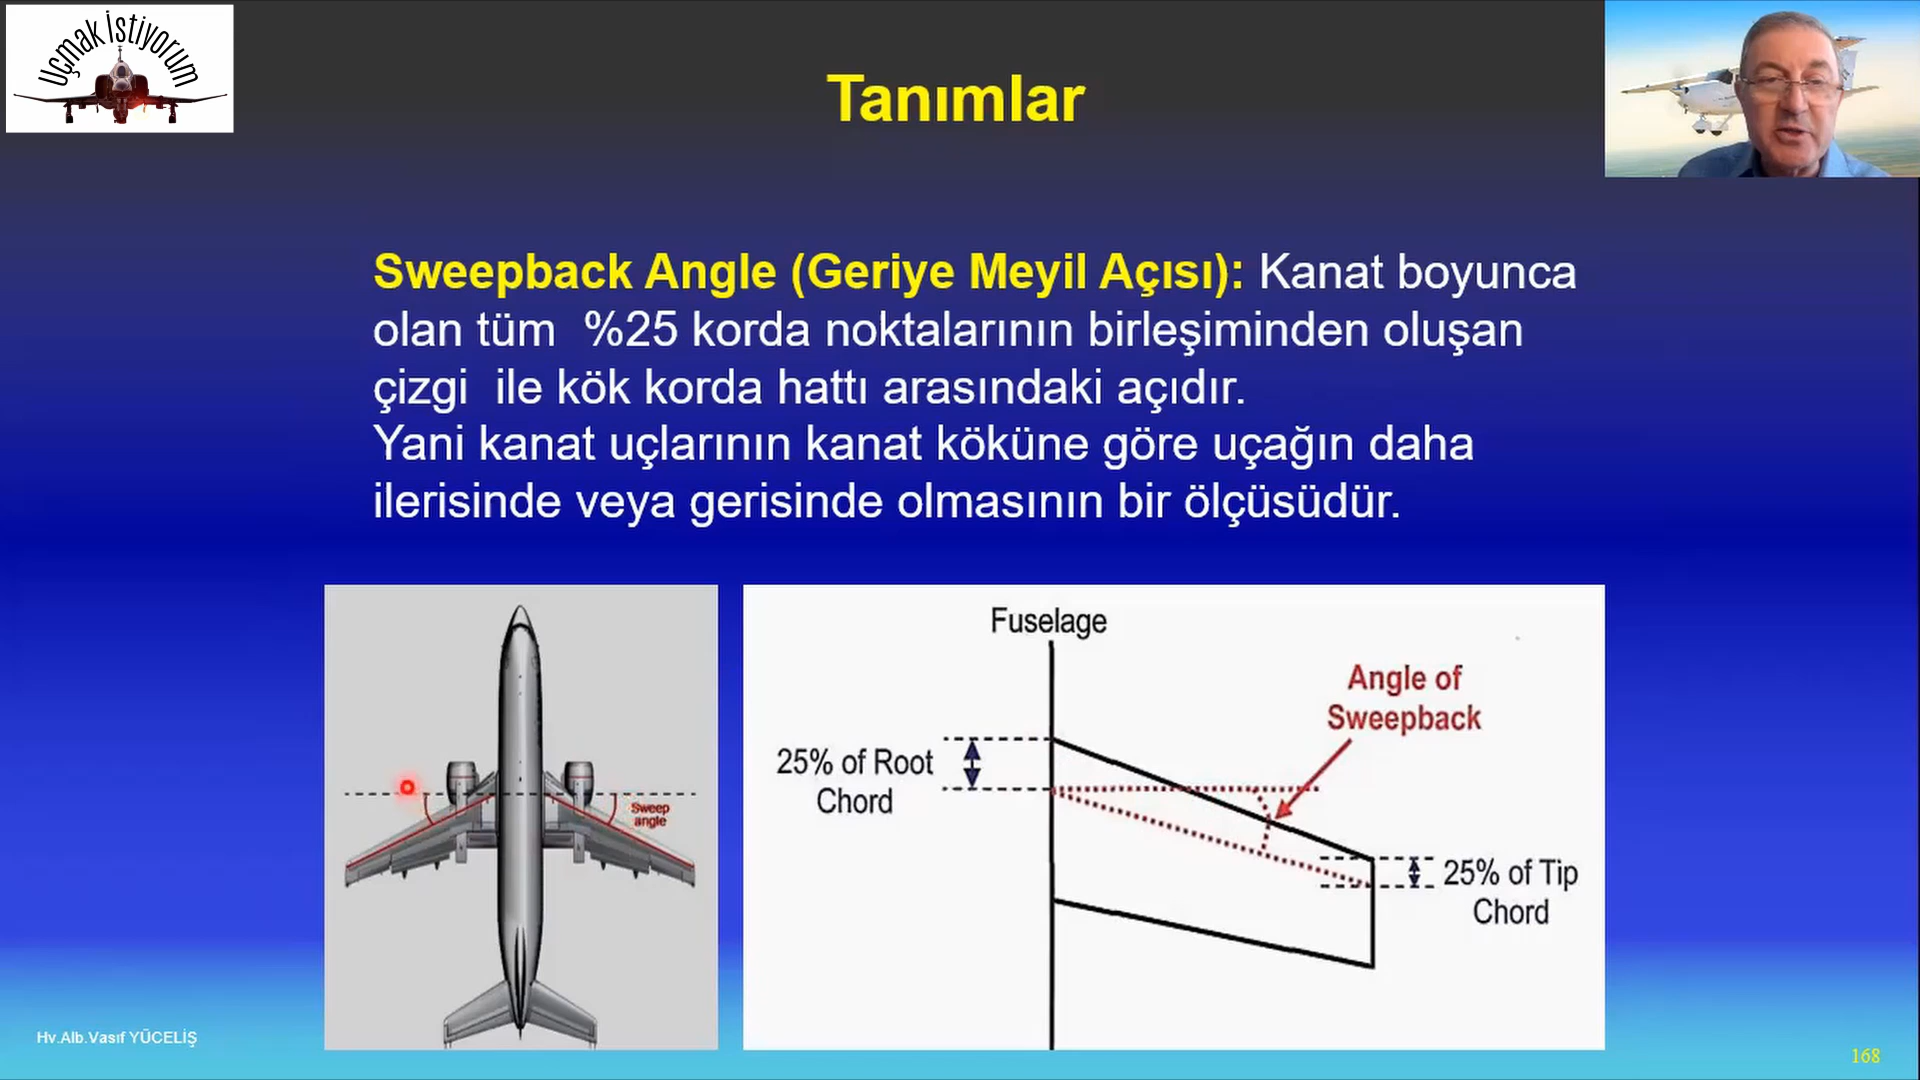 Uçmak İstiyorum
Tanımlar
Sweepback Angle (Geriye Meyil Açısı): Kanat boyunca
olan tüm %25 korda noktalarının birleşiminden oluşan
çizgi ile kök korda hattı arasındaki açıdır.
Yani kanat uçlarının kanat köküne göre uçağın daha
ilerisinde veya gerisinde olmasının bir ölçüsüdür.
Sweep
angle
Fuselage
Angle of
Sweepback
25% of Root
Chord
25% of Tip
Chord
Hv.Alb.Vasıf YÜCELİŞ
168